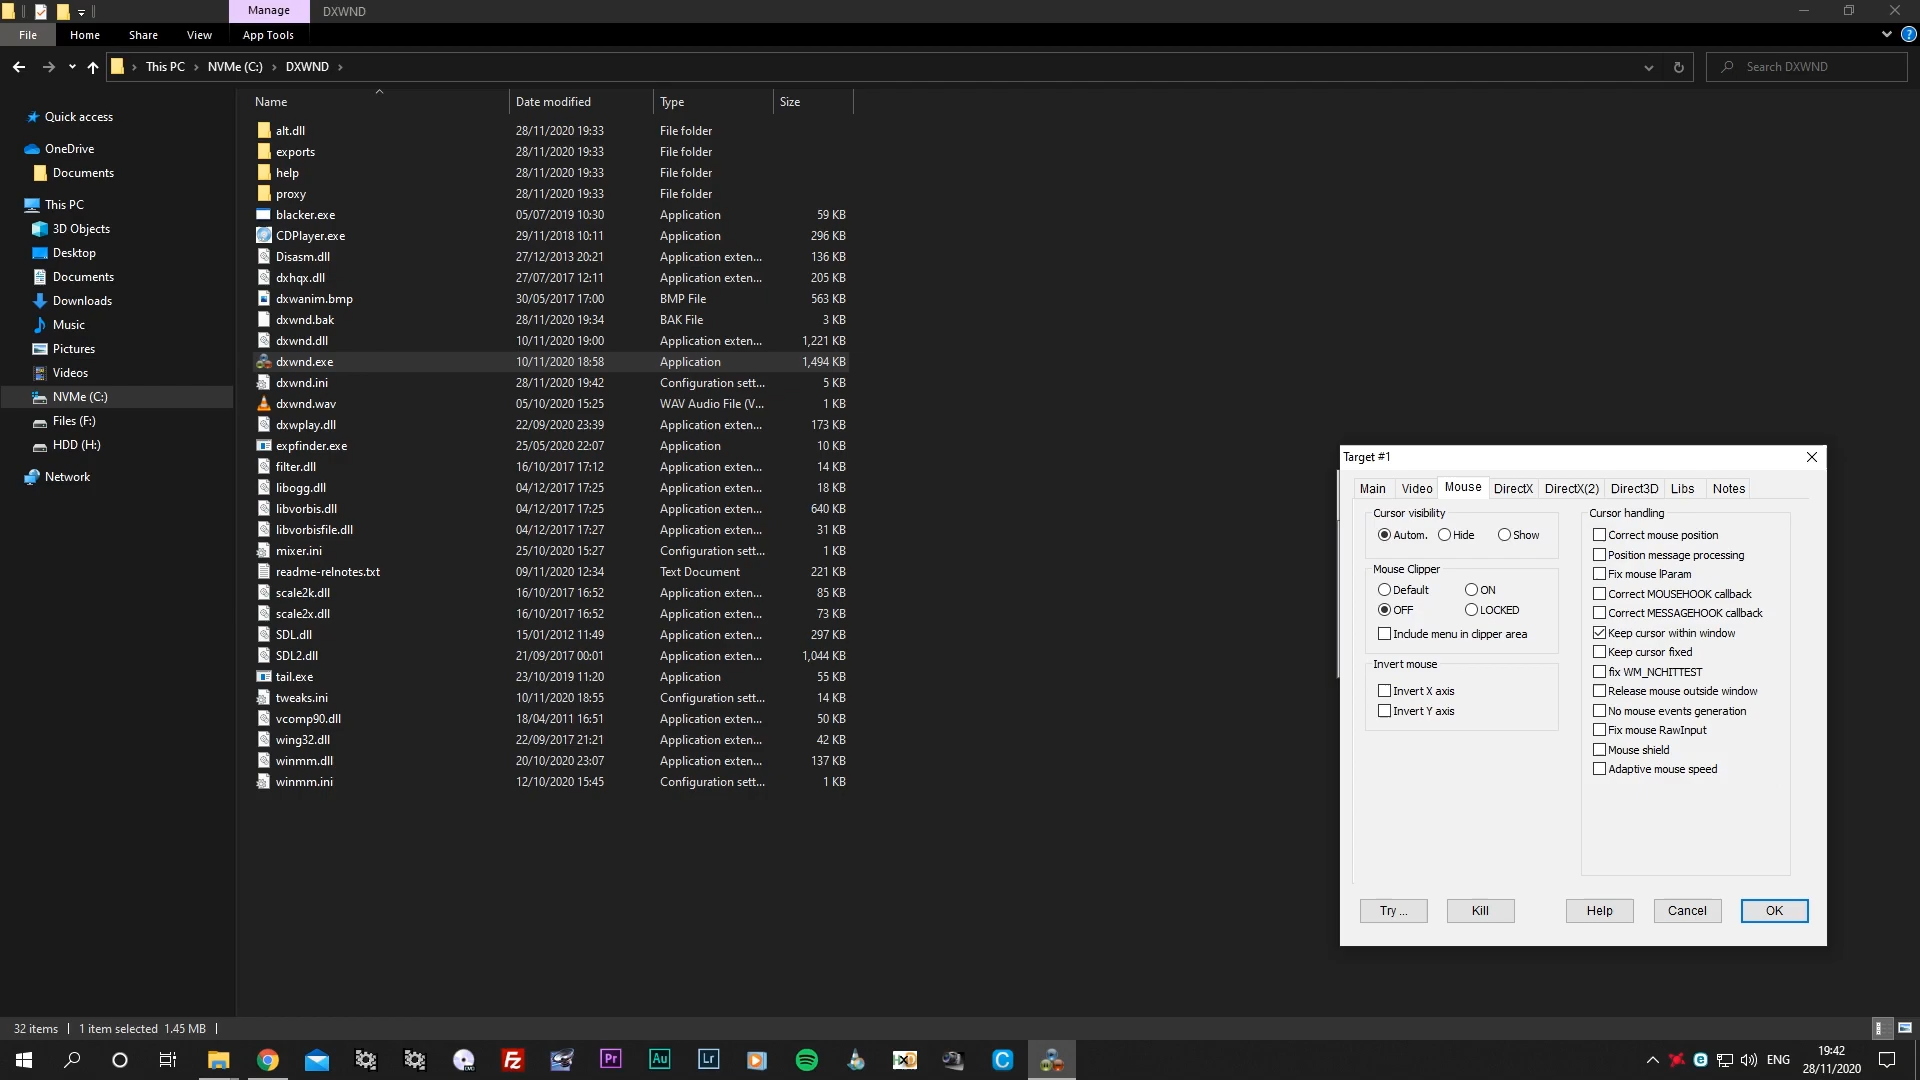 Manage DXWND
File Home Share View App Tools
This PC NVMe (C:) DXWND Search DXWND
Quick access
OneDrive
Documents
This PC
3D Objects
Desktop
Documents
Downloads
Music
Pictures
Videos
NVMe (C:)
Files (F:)
HDD (H:)
Network
Name Date modified Type Size
alt.dll 28/11/2020 19:33 File folder
exports 28/11/2020 19:33 File folder
help 28/11/2020 19:33 File folder
proxy 28/11/2020 19:33 File folder
blacker.exe 05/07/2019 10:30 Application 59 KB
CDPlayer.exe 29/11/2018 10:11 Application 296 KB
Disasm.dll 27/12/2013 20:21 Application exten... 136 KB
dxhqx.dll 27/07/2017 12:11 Application exten... 205 KB
dxwanim.bmp 30/05/2017 17:00 BMP File 563 KB
dxwnd.bak 28/11/2020 19:34 BAK File 3 KB
dxwnd.dll 10/11/2020 19:00 Application exten... 1,221 KB
dxwnd.exe 10/11/2020 18:58 Application 1,494 KB
dxwnd.ini 28/11/2020 19:42 Configuration sett... 5 KB
dxwnd.wav 05/10/2020 15:25 WAV Audio File (V... 1 KB
dxwplay.dll 22/09/2020 23:39 Application exten... 173 KB
expfinder.exe 25/05/2020 22:07 Application 10 KB
filter.dll 16/10/2017 17:12 Application exten... 14 KB
libogg.dll 04/12/2017 17:25 Application exten... 18 KB
libvorbis.dll 04/12/2017 17:25 Application exten... 640 KB
libvorbisfile.dll 04/12/2017 17:27 Application exten... 31 KB
mixer.ini 25/10/2020 15:27 Configuration sett... 1 KB
readme-relnotes.txt 09/11/2020 12:34 Text Document 221 KB
scale2k.dll 16/10/2017 16:52 Application exten... 85 KB
scale2x.dll 16/10/2017 16:52 Application exten... 73 KB
SDL.dll 15/01/2012 11:49 Application exten... 297 KB
SDL2.dll 21/09/2017 00:01 Application exten... 1,044 KB
tail.exe 23/10/2019 11:20 Application 55 KB
tweaks.ini 10/11/2020 18:55 Configuration sett... 14 KB
vcomp90.dll 18/04/2011 16:51 Application exten... 50 KB
wing32.dll 22/09/2017 21:21 Application exten... 42 KB
winmm.dll 20/10/2020 23:07 Application exten... 137 KB
winmm.ini 12/10/2020 15:45 Configuration sett... 1 KB
Target #1
Main Video Mouse DirectX DirectX(2) Direct3D Libs Notes
Cursor visibility
Autom. Hide Show
Mouse Clipper
Default ON
OFF LOCKED
Include menu in clipper area
Invert mouse
Invert X axis
Invert Y axis
Cursor handling
Correct mouse position
Position message processing
Fix mouse lParam
Correct MOUSEHOOK callback
Correct MESSAGEHOOK callback
Keep cursor within window
Keep cursor fixed
fix WM_NCHITTEST
Release mouse outside window
No mouse events generation
Fix mouse RawInput
Mouse shield
Adaptive mouse speed
Try ... Kill Help Cancel OK
32 items 1 item selected 1.45 MB
Fz Pr Au Lr C ENG 19:42
28/11/2020